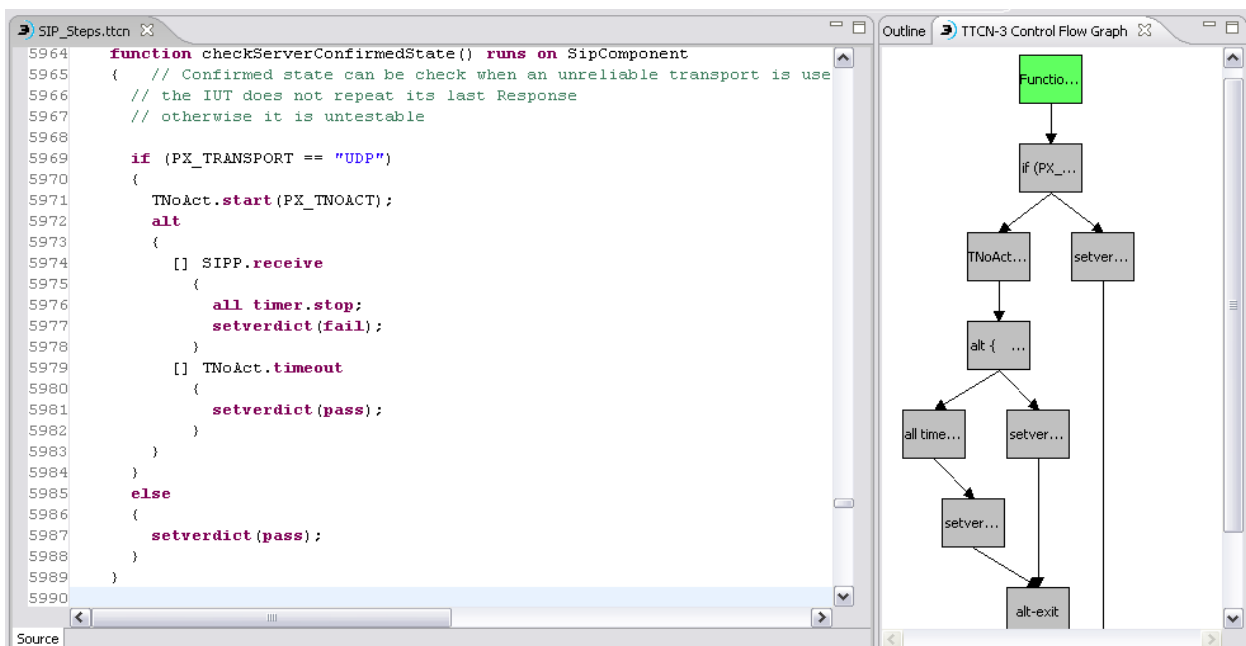 SIP_Steps.ttcn
5964 function checkServerConfirmedState() runs on SipComponent
5965 { // Confirmed state can be check when an unreliable transport is use
5966 // the IUT does not repeat its last Response
5967 // otherwise it is untestable
5968
5969 if (PX_TRANSPORT == "UDP")
5970 {
5971 TNoAct.start(PX_TNOACT);
5972 alt
5973 {
5974 [] SIPP.receive
5975 {
5976 all timer.stop;
5977 setverdict(fail);
5978 }
5979 [] TNoAct.timeout
5980 {
5981 setverdict(pass);
5982 }
5983 }
5984 }
5985 else
5986 {
5987 setverdict(pass);
5988 }
5989 }
5990
Source
Outline TTCN-3 Control Flow Graph
Functio...
if (PX_...
TNoAct...
setver...
alt { ...
all time...
setver...
setver...
alt-exit